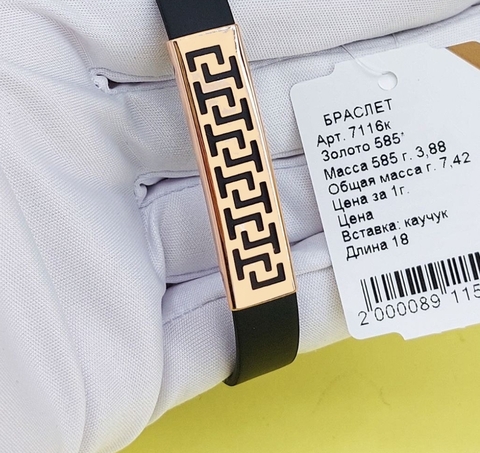 БРАСЛЕТ
Арт. 7116к
Золото 585*
Масса 585 г. 3,88
Общая масса г. 7,42
Цена за 1г.
Цена
Вставка: каучук
Длина 18
2 000089 115